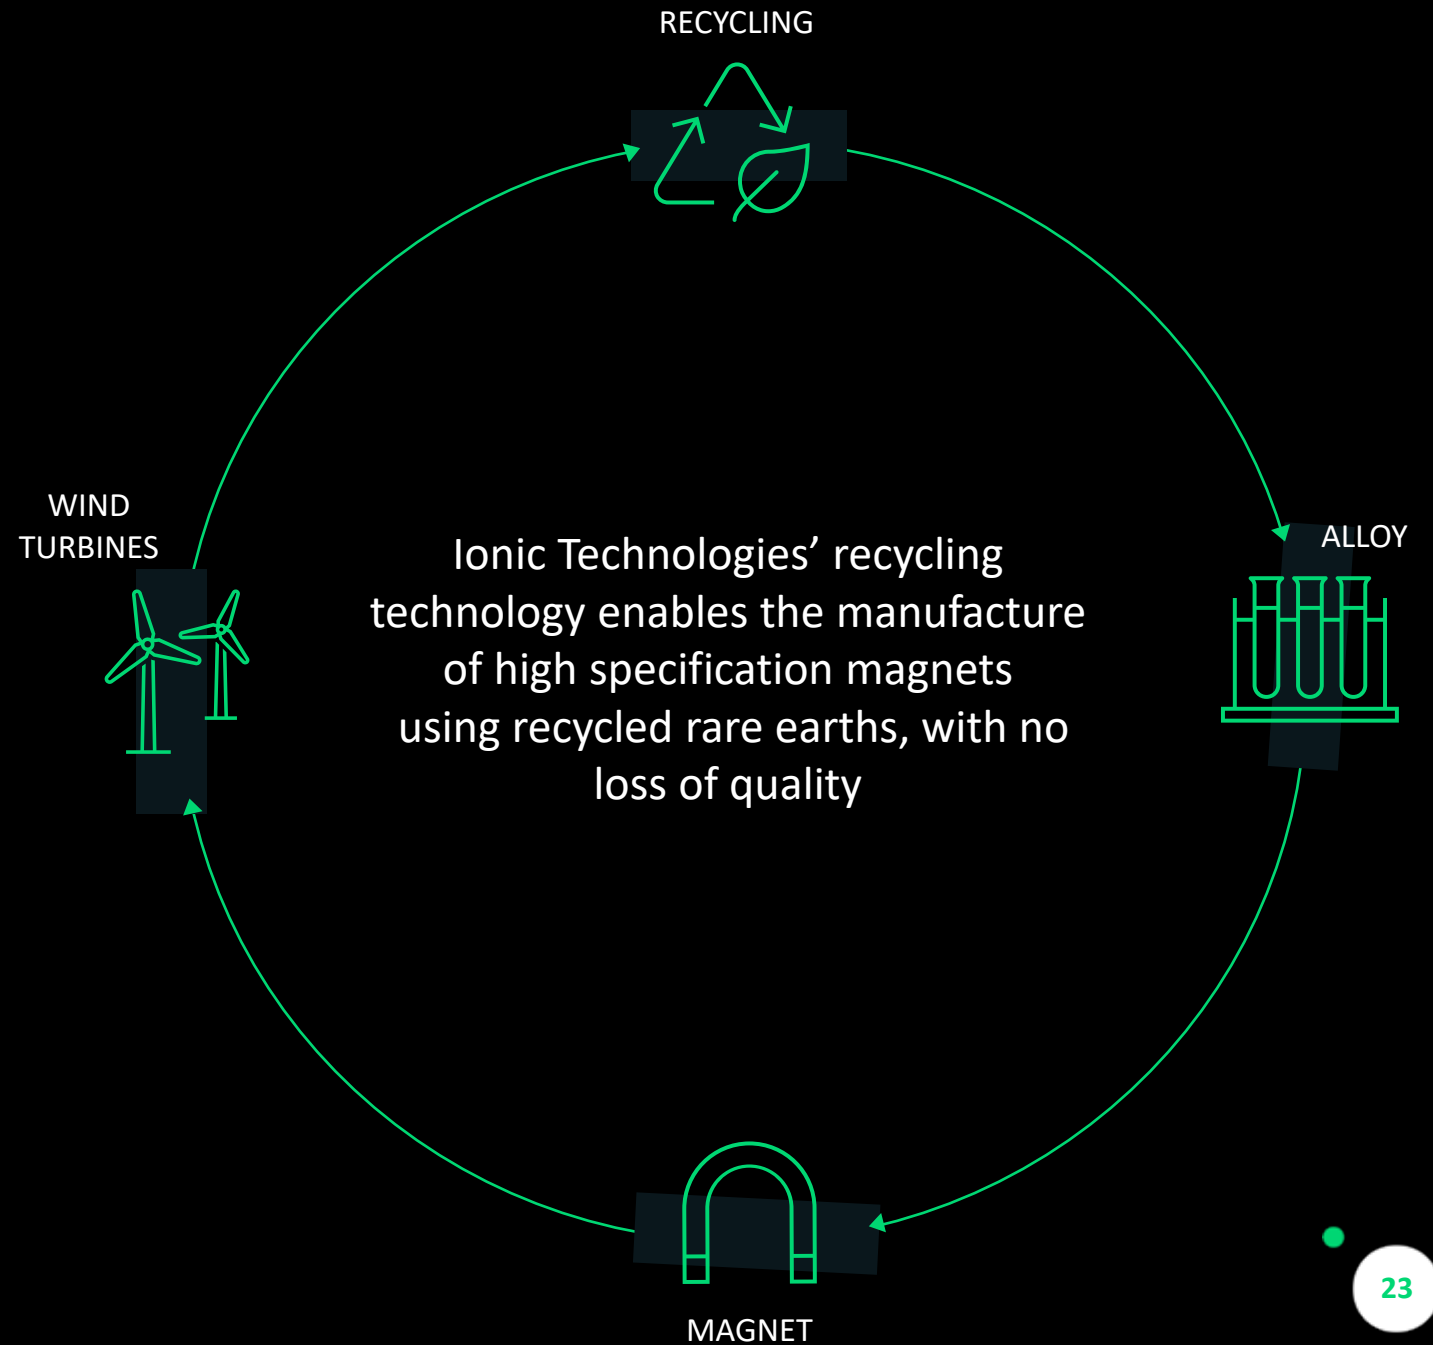 RECYCLING
WIND
TURBINES
ALLOY
Ionic Technologies’ recycling
technology enables the manufacture
of high specification magnets
using recycled rare earths, with no
loss of quality
MAGNET
23